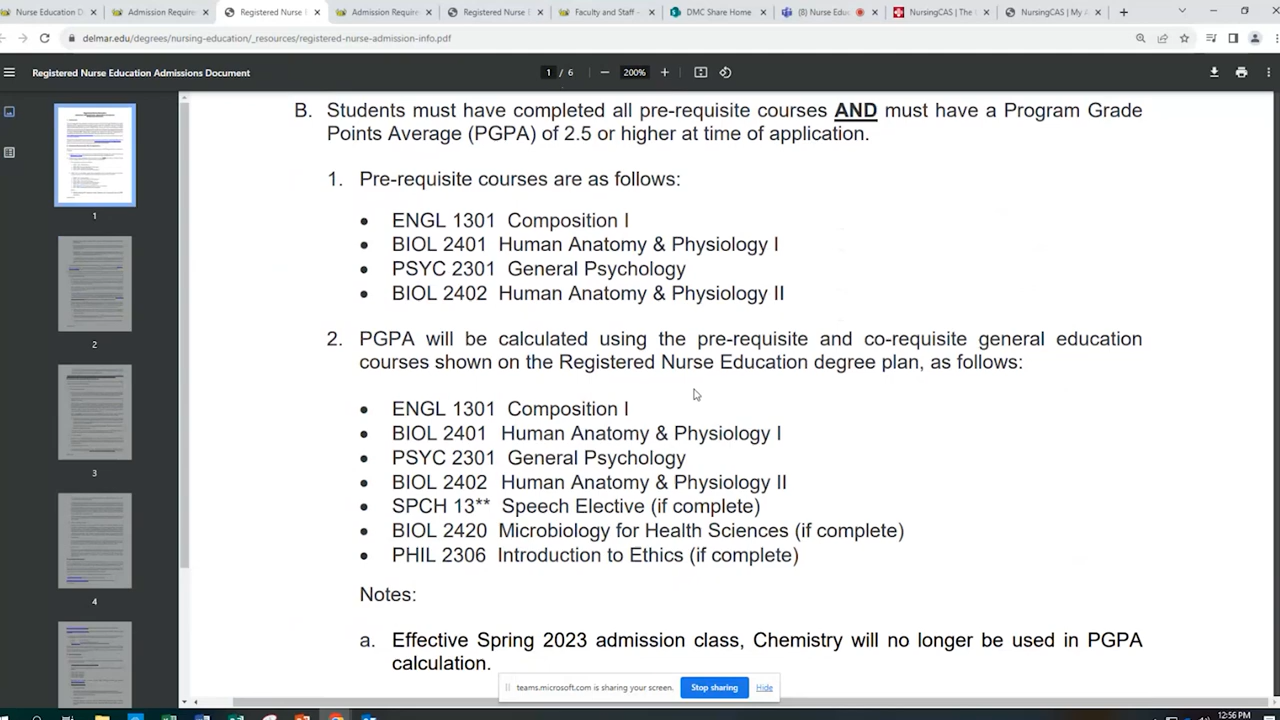 Nurse Education D
Admission Require
Registered Nurse
Admission Require
Registered Nurse
Faculty and Staff -
DMC Share Home
(8) Nurse Educ
NursingCAS | The
NursingCAS | My A
delmar.edu/degrees/nursing-education/_resources/registered-nurse-admission-info.pdf
Registered Nurse Education Admissions Document
1 / 6
200%
B. Students must have completed all pre-requisite courses AND must have a Program Grade
Points Average (PGPA) of 2.5 or higher at time of application.
1. Pre-requisite courses are as follows:
• ENGL 1301 Composition I
• BIOL 2401 Human Anatomy & Physiology I
• PSYC 2301 General Psychology
• BIOL 2402 Human Anatomy & Physiology II
2. PGPA will be calculated using the pre-requisite and co-requisite general education
courses shown on the Registered Nurse Education degree plan, as follows:
• ENGL 1301 Composition I
• BIOL 2401 Human Anatomy & Physiology I
• PSYC 2301 General Psychology
• BIOL 2402 Human Anatomy & Physiology II
• SPCH 13** Speech Elective (if complete)
• BIOL 2420 Microbiology for Health Sciences (if complete)
• PHIL 2306 Introduction to Ethics (if complete)
Notes:
a. Effective Spring 2023 admission class, Chemistry will no longer be used in PGPA
calculation.
1
2
3
4
teams.microsoft.com is sharing your screen.
Stop sharing
Hide
12:56 PM